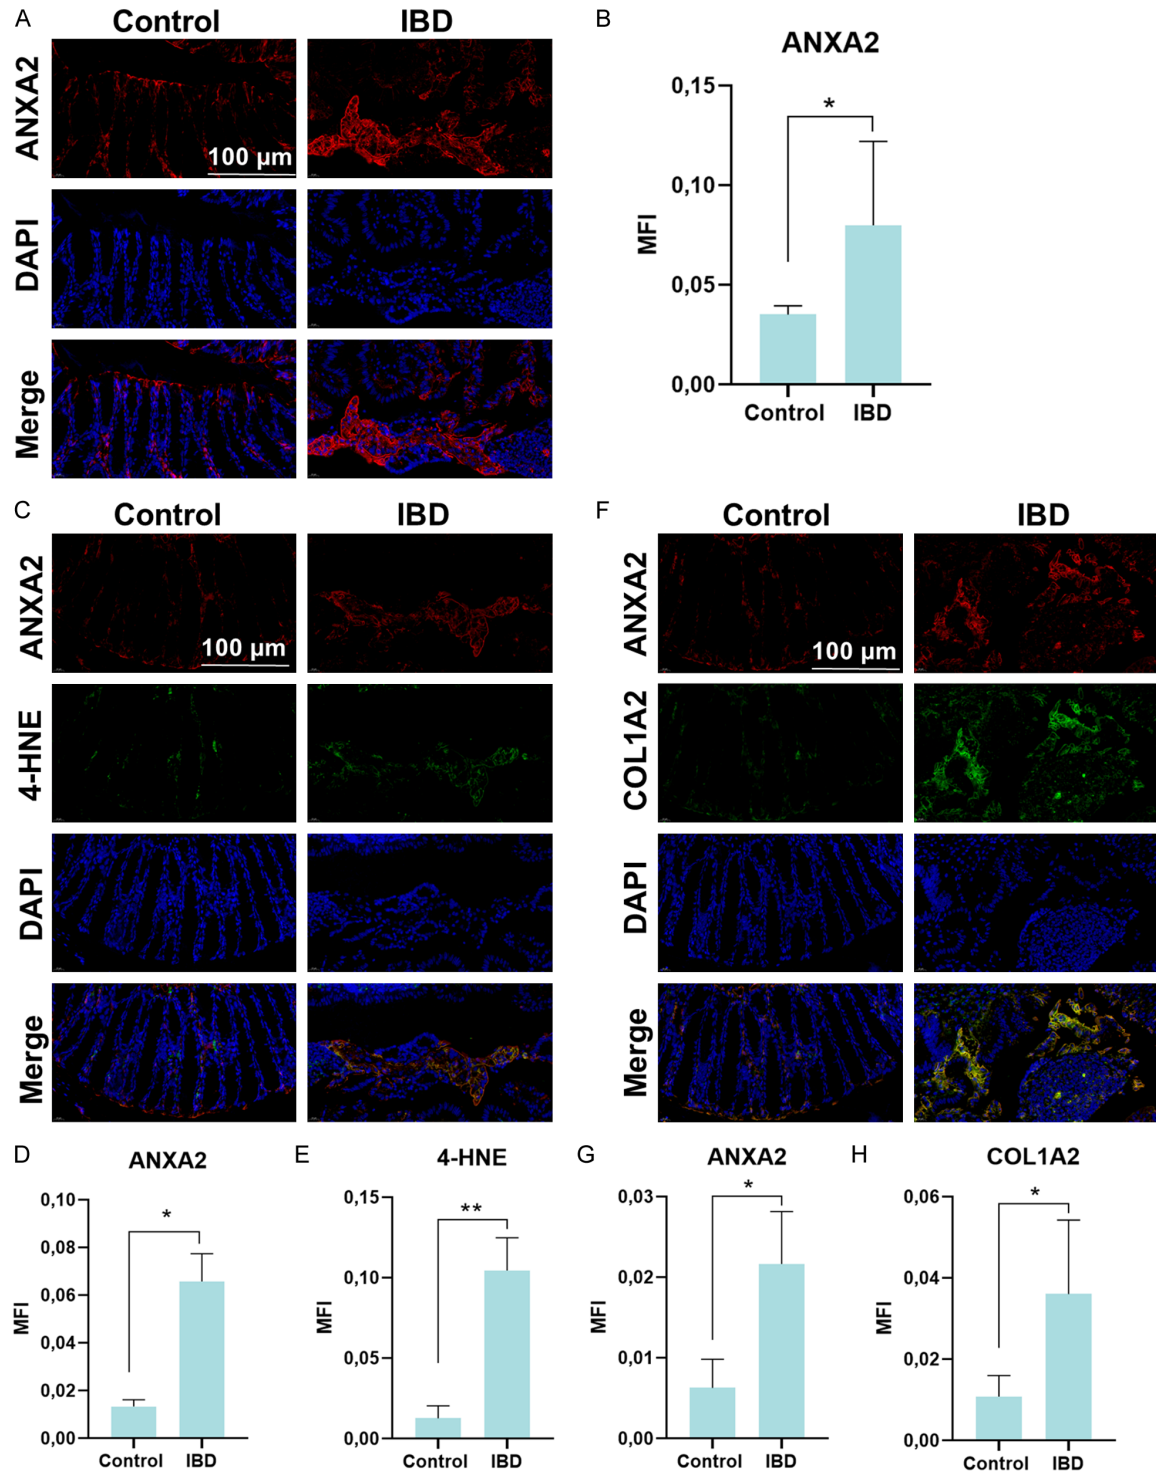 A
Control
IBD
ANXA2
100 µm
DAPI
Merge
B
ANXA2
MFI
0,15
0,10
0,05
0,00
*
Control
IBD
C
Control
IBD
ANXA2
100 µm
4-HNE
DAPI
Merge
F
Control
IBD
ANXA2
100 µm
COL1A2
DAPI
Merge
D
ANXA2
MFI
0,10
0,08
0,06
0,04
0,02
0,00
*
Control
IBD
E
4-HNE
MFI
0,15
0,10
0,05
0,00
**
Control
IBD
G
ANXA2
MFI
0,03
0,02
0,01
0,00
*
Control
IBD
H
COL1A2
MFI
0,06
0,04
0,02
0,00
*
Control
IBD